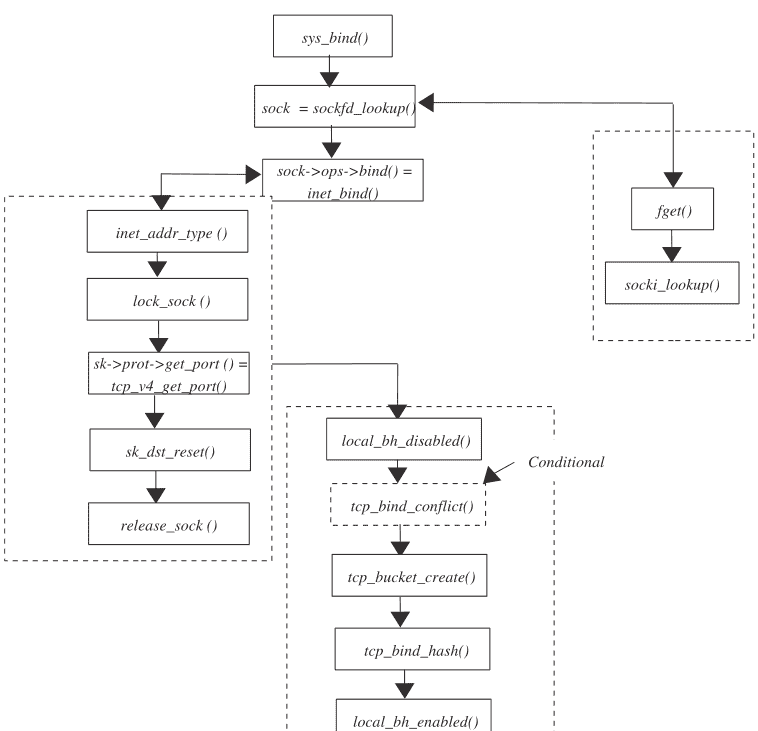 sys_bind()
sock = sockfd_lookup()
sock->ops->bind() =
inet_bind()
fget()
socki_lookup()
inet_addr_type ()
lock_sock ()
sk->prot->get_port () =
tcp_v4_get_port()
sk_dst_reset()
release_sock ()
local_bh_disabled()
Conditional
tcp_bind_conflict()
tcp_bucket_create()
tcp_bind_hash()
local_bh_enabled()